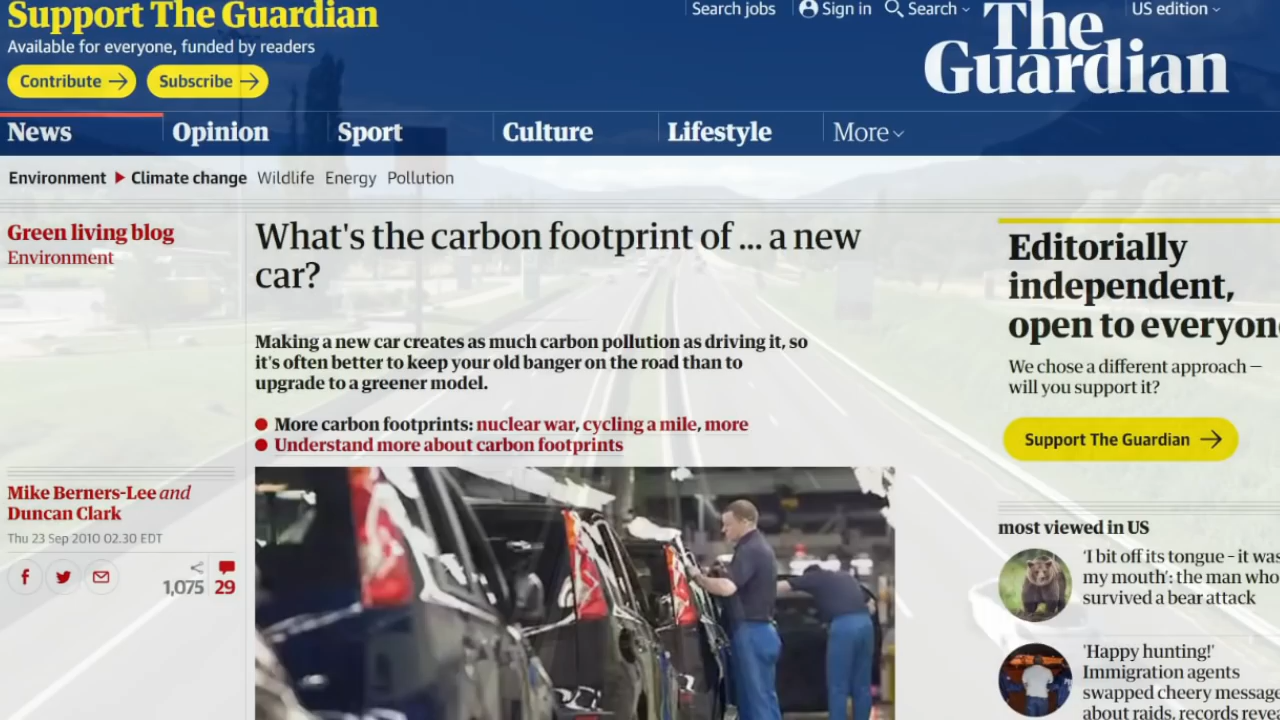 Support The Guardian
Available for everyone, funded by readers
Contribute
Subscribe
Search jobs
Sign in
Search
US edition
The
Guardian
News
Opinion
Sport
Culture
Lifestyle
More
Environment
Climate change
Wildlife
Energy
Pollution
Green living blog
Environment
What's the carbon footprint of ... a new
car?
Making a new car creates as much carbon pollution as driving it, so
it's often better to keep your old banger on the road than to
upgrade to a greener model.
More carbon footprints: nuclear war, cycling a mile, more
Understand more about carbon footprints
Mike Berners-Lee and
Duncan Clark
Thu 23 Sep 2010 02.30 EDT
1,075
29
Editorially
independent,
open to everyon
We chose a different approach –
will you support it?
Support The Guardian
most viewed in US
'I bit off its tongue – it was
my mouth': the man who
survived a bear attack
'Happy hunting!'
Immigration agents
swapped cheery message
about raids, records revea